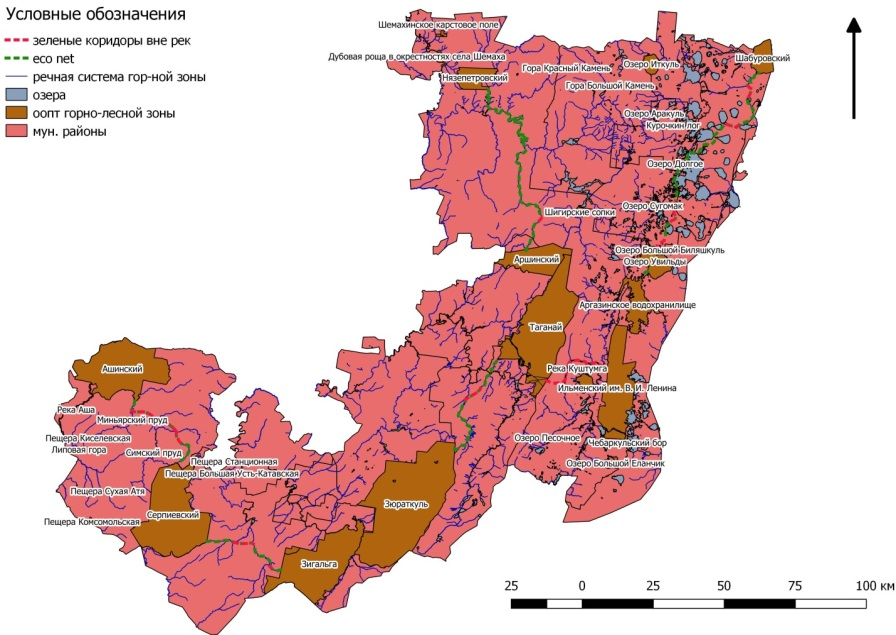 Условные обозначения
зеленые коридоры вне рек
eco net
речная система гор-ной зоны
озера
оопт горно-лесной зоны
мун. районы
Шемахинское карстовое поле
Дубовая роща в окрестностях села Шемаха
Нязепетровский
Гора Красный Камень
Озеро Иткуль
Шабуровский
Гора Большой Камень
Озеро Аракуль
Курочкин лог
Озеро Долгое
Шигирские сопки
Озеро Сугомак
Озеро Большой Биляшкуль
Аршинский
Озеро Увильды
Аргазинское водохранилище
Таганай
Река Куштумга
Ильменский им. В. И. Ленина
Ашинский
Река Аша
Миньярский пруд
Пещера Киселевская
Липовая гора
Симский пруд
Пещера Станционная
Пещера Большая Усть-Катавская
Озеро Песочное
Чебаркульский бор
Озеро Большой Еланчик
Пещера Сухая Атя
Пещера Комсомольская
Серпиевский
Зюраткуль
Зигальга
25 0 25 50 75 100 км